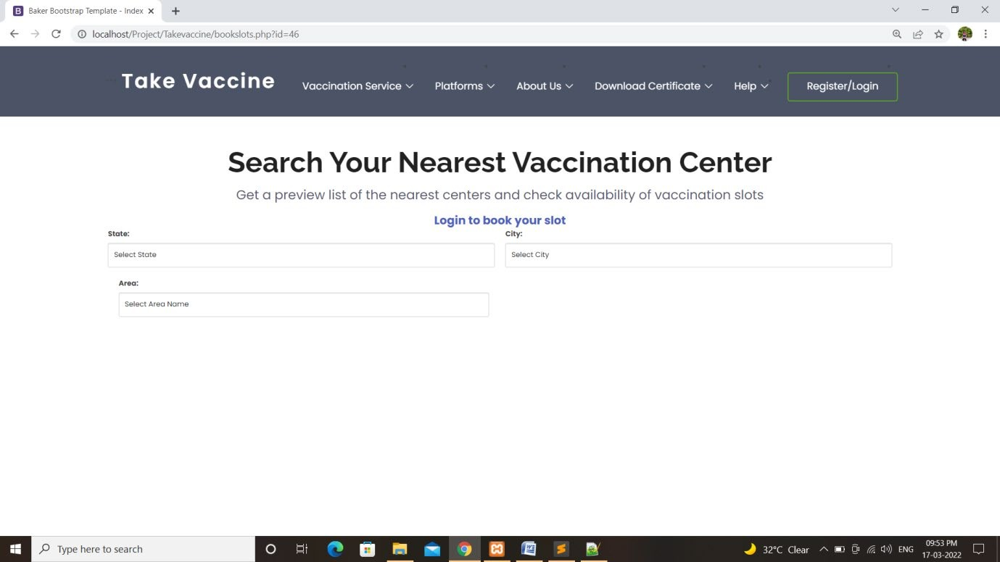 Baker Bootstrap Template - Index
localhost/Project/Takevaccine/bookslots.php?id=46
Take Vaccine
Vaccination Service
Platforms
About Us
Download Certificate
Help
Register/Login
Search Your Nearest Vaccination Center
Get a preview list of the nearest centers and check availability of vaccination slots
Login to book your slot
State:
City:
Select State
Select City
Area:
Select Area Name
Type here to search
32°C Clear
ENG
09:53 PM
17-03-2022